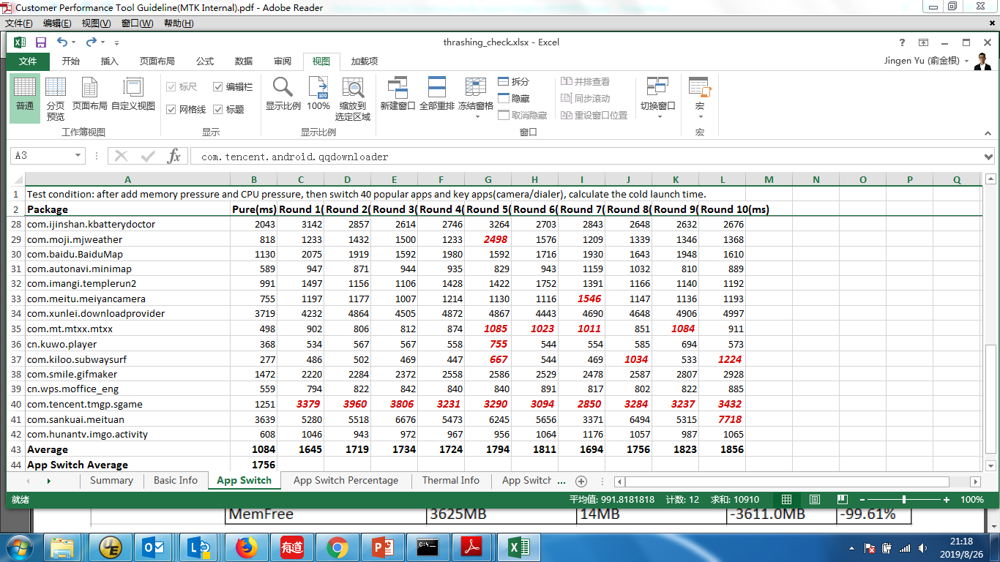 Customer Performance Tool Guideline(MTK Internal).pdf - Adobe Reader
文件(F) 编辑(E) 视图(V) 窗口(W) 帮助(H)
thrashing_check.xlsx - Excel
文件 开始 插入 页面布局 公式 数据 审阅 视图 加载项 Jingen Yu (俞金根)
普通 分页预览 页面布局 自定义视图 标尺 编辑栏 网格线 标题 显示比例 100% 缩放到选定区域 新建窗口 全部重排 冻结窗格 拆分 隐藏 取消隐藏 并排查看 同步滚动 重设窗口位置 切换窗口 宏
工作簿视图 显示 显示比例 窗口 宏
A3 fx com.tencent.android.qqdownloader
A B C D E F G H I J K L M N O P Q
1 Test condition: after add memory pressure and CPU pressure, then switch 40 popular apps and key apps(camera/dialer), calculate the cold launch time.
2 Package Pure(ms) Round 1( Round 2( Round 3( Round 4( Round 5( Round 6( Round 7( Round 8( Round 9( Round 10(ms)
28 com.ijinshan.kbatterydoctor 2043 3142 2857 2614 2746 3264 2703 2843 2648 2632 2676
29 com.moji.mjweather 818 1233 1432 1500 1233 2498 1576 1209 1339 1346 1368
30 com.baidu.BaiduMap 1130 2075 1919 1592 1980 1592 1716 1930 1643 1948 1610
31 com.autonavi.minimap 589 947 871 944 935 829 943 1159 1032 810 889
32 com.imangi.templerun2 991 1497 1156 1106 1428 1422 1752 1391 1166 1140 1192
33 com.meitu.meiyancamera 755 1197 1177 1007 1214 1130 1116 1546 1147 1136 1193
34 com.xunlei.downloadprovider 3719 4232 4864 4505 4872 4867 4443 4690 4648 4906 4997
35 com.mt.mtxx.mtxx 498 902 806 812 874 1085 1023 1011 851 1084 911
36 cn.kuwo.player 368 534 567 567 558 755 544 554 585 694 573
37 com.kiloo.subwaysurf 277 486 502 469 447 667 544 469 1034 533 1224
38 com.smile.gifmaker 1472 2220 2284 2372 2558 2586 2529 2478 2587 2807 2928
39 cn.wps.moffice_eng 559 794 822 842 840 840 891 817 802 822 885
40 com.tencent.tmgp.sgame 1251 3379 3960 3806 3231 3290 3094 2850 3284 3237 3432
41 com.sankuai.meituan 3639 5280 5518 6676 5473 6245 5656 3371 6494 5315 7718
42 com.hunantv.imgo.activity 608 1046 943 972 967 956 1064 1176 1057 987 1065
43 Average 1084 1645 1719 1734 1724 1794 1811 1694 1756 1823 1856
44 App Switch Average 1756
Summary Basic Info App Switch App Switch Percentage Thermal Info App Switch ...
就绪 平均值: 991.8181818 计数: 12 求和: 10910 100%
MemFree 3625MB 14MB -3611.0MB -99.61%
21:18
2019/8/26